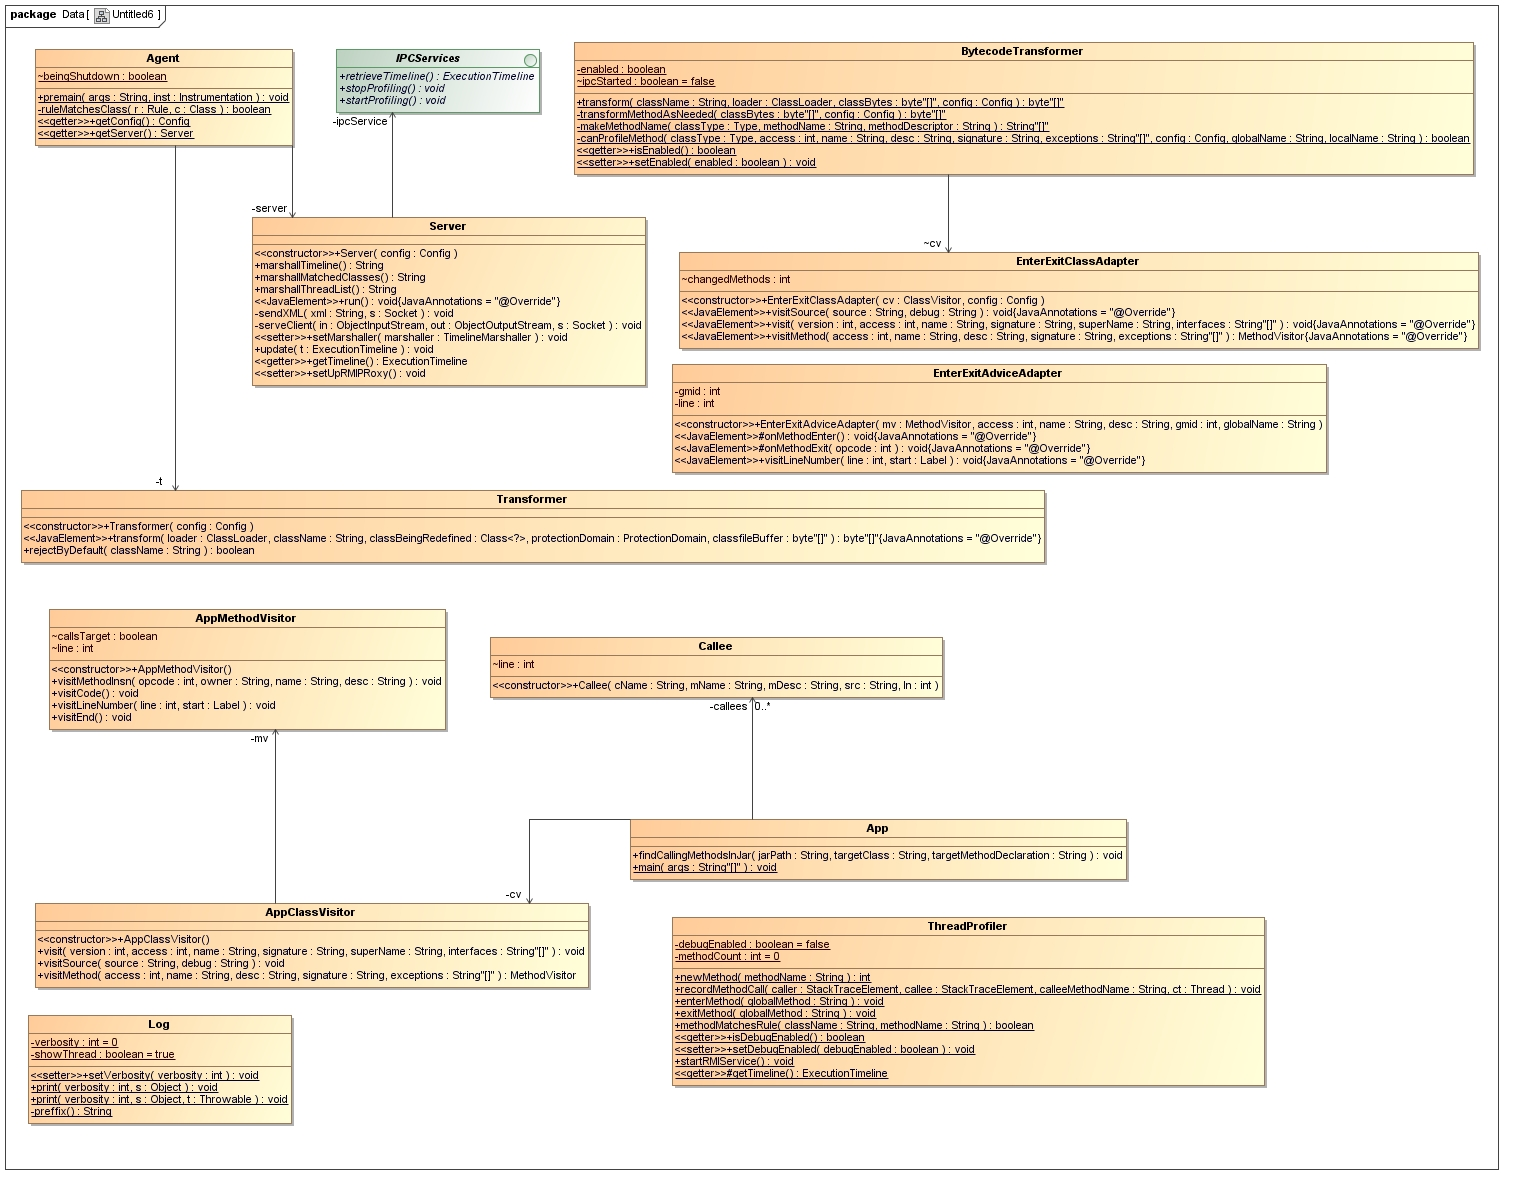 package Data [ Untitled6 ]
Agent
~beingShutdown : boolean
+premain( args : String, inst : Instrumentation ) : void
-ruleMatchesClass( r : Rule, c : Class ) : boolean
<<getter>>+getConfig() : Config
<<getter>>+getServer() : Server
IPCServices
+retrieveTimeline() : ExecutionTimeline
+stopProfiling() : void
+startProfiling() : void
-ipcService
BytecodeTransformer
-enabled : boolean
~ipcStarted : boolean = false
+transform( className : String, loader : ClassLoader, classBytes : byte"[]", config : Config ) : byte"[]"
-transformMethodAsNeeded( classBytes : byte"[]", config : Config ) : byte"[]"
-makeMethodName( classType : Type, methodName : String, methodDescriptor : String ) : String"[]"
-canProfileMethod( classType : Type, access : int, name : String, desc : String, signature : String, exceptions : String"[]", config : Config, globalName : String, localName : String ) : boolean
<<getter>>+isEnabled() : boolean
<<setter>>+setEnabled( enabled : boolean ) : void
-server
Server
<<constructor>>+Server( config : Config )
+marshallTimeline() : String
+marshallMatchedClasses() : String
+marshallThreadList() : String
<<JavaElement>>+run() : void{JavaAnnotations = "@Override"}
-sendXML( xml : String, s : Socket ) : void
-serveClient( in : ObjectInputStream, out : ObjectOutputStream, s : Socket ) : void
<<setter>>+setMarshaller( marshaller : TimelineMarshaller ) : void
+update( t : ExecutionTimeline ) : void
<<getter>>+getTimeline() : ExecutionTimeline
<<setter>>+setUpRMIPRoxy() : void
~cv
EnterExitClassAdapter
~changedMethods : int
<<constructor>>+EnterExitClassAdapter( cv : ClassVisitor, config : Config )
<<JavaElement>>+visitSource( source : String, debug : String ) : void{JavaAnnotations = "@Override"}
<<JavaElement>>+visit( version : int, access : int, name : String, signature : String, superName : String, interfaces : String"[]" ) : void{JavaAnnotations = "@Override"}
<<JavaElement>>+visitMethod( access : int, name : String, desc : String, signature : String, exceptions : String"[]" ) : MethodVisitor{JavaAnnotations = "@Override"}
EnterExitAdviceAdapter
-gmid : int
-line : int
<<constructor>>+EnterExitAdviceAdapter( mv : MethodVisitor, access : int, name : String, desc : String, gmid : int, globalName : String )
<<JavaElement>>#onMethodEnter() : void{JavaAnnotations = "@Override"}
<<JavaElement>>#onMethodExit( opcode : int ) : void{JavaAnnotations = "@Override"}
<<JavaElement>>+visitLineNumber( line : int, start : Label ) : void{JavaAnnotations = "@Override"}
-t
Transformer
<<constructor>>+Transformer( config : Config )
<<JavaElement>>+transform( loader : ClassLoader, className : String, classBeingRedefined : Class<?>, protectionDomain : ProtectionDomain, classfileBuffer : byte"[]" ) : byte"[]"{JavaAnnotations = "@Override"}
+rejectByDefault( className : String ) : boolean
AppMethodVisitor
~callsTarget : boolean
~line : int
<<constructor>>+AppMethodVisitor()
+visitMethodInsn( opcode : int, owner : String, name : String, desc : String ) : void
+visitCode() : void
+visitLineNumber( line : int, start : Label ) : void
+visitEnd() : void
-mv
Callee
~line : int
<<constructor>>+Callee( cName : String, mName : String, mDesc : String, src : String, ln : int )
-callees 0..*
App
+findCallingMethodsInJar( jarPath : String, targetClass : String, targetMethodDeclaration : String ) : void
+main( args : String"[]" ) : void
-cv
AppClassVisitor
<<constructor>>+AppClassVisitor()
+visit( version : int, access : int, name : String, signature : String, superName : String, interfaces : String"[]" ) : void
+visitSource( source : String, debug : String ) : void
+visitMethod( access : int, name : String, desc : String, signature : String, exceptions : String"[]" ) : MethodVisitor
ThreadProfiler
-debugEnabled : boolean = false
-methodCount : int = 0
+newMethod( methodName : String ) : int
+recordMethodCall( caller : StackTraceElement, callee : StackTraceElement, calleeMethodName : String, ct : Thread ) : void
+enterMethod( globalMethod : String ) : void
+exitMethod( globalMethod : String ) : void
+methodMatchesRule( className : String, methodName : String ) : boolean
<<getter>>+isDebugEnabled() : boolean
<<setter>>+setDebugEnabled( debugEnabled : boolean ) : void
+startRMIService() : void
<<getter>>#getTimeline() : ExecutionTimeline
Log
-verbosity : int = 0
-showThread : boolean = true
<<setter>>+setVerbosity( verbosity : int ) : void
+print( verbosity : int, s : Object ) : void
+print( verbosity : int, s : Object, t : Throwable ) : void
-preffix() : String